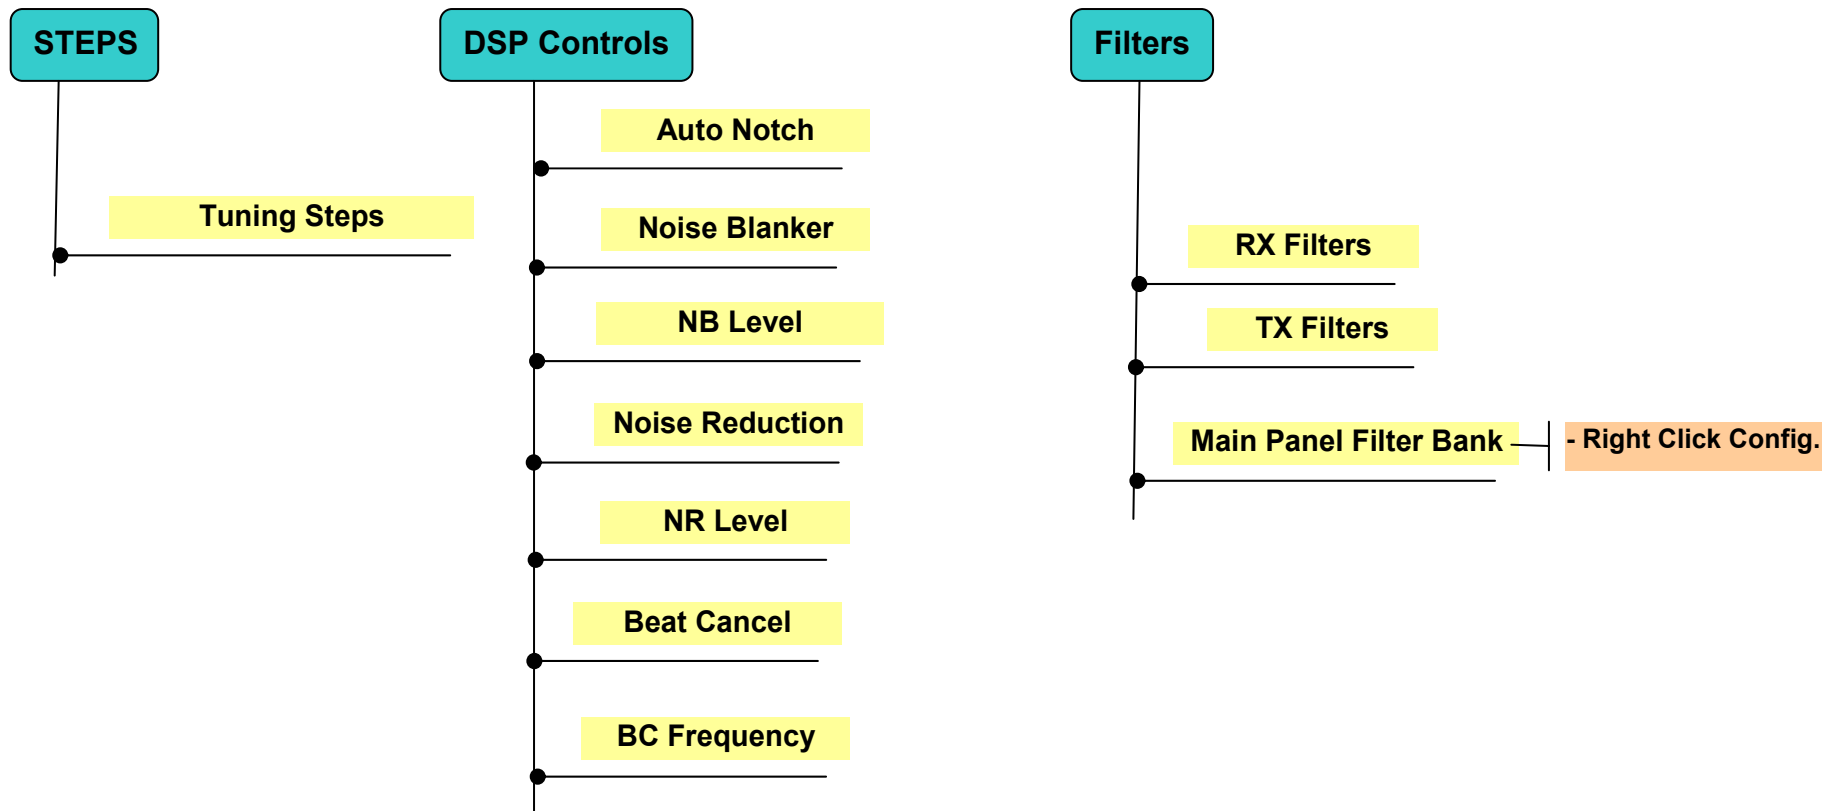 STEPS
Tuning Steps
DSP Controls
Auto Notch
Noise Blanker
NB Level
Noise Reduction
NR Level
Beat Cancel
BC Frequency
Filters
RX Filters
TX Filters
Main Panel Filter Bank
- Right Click Config.